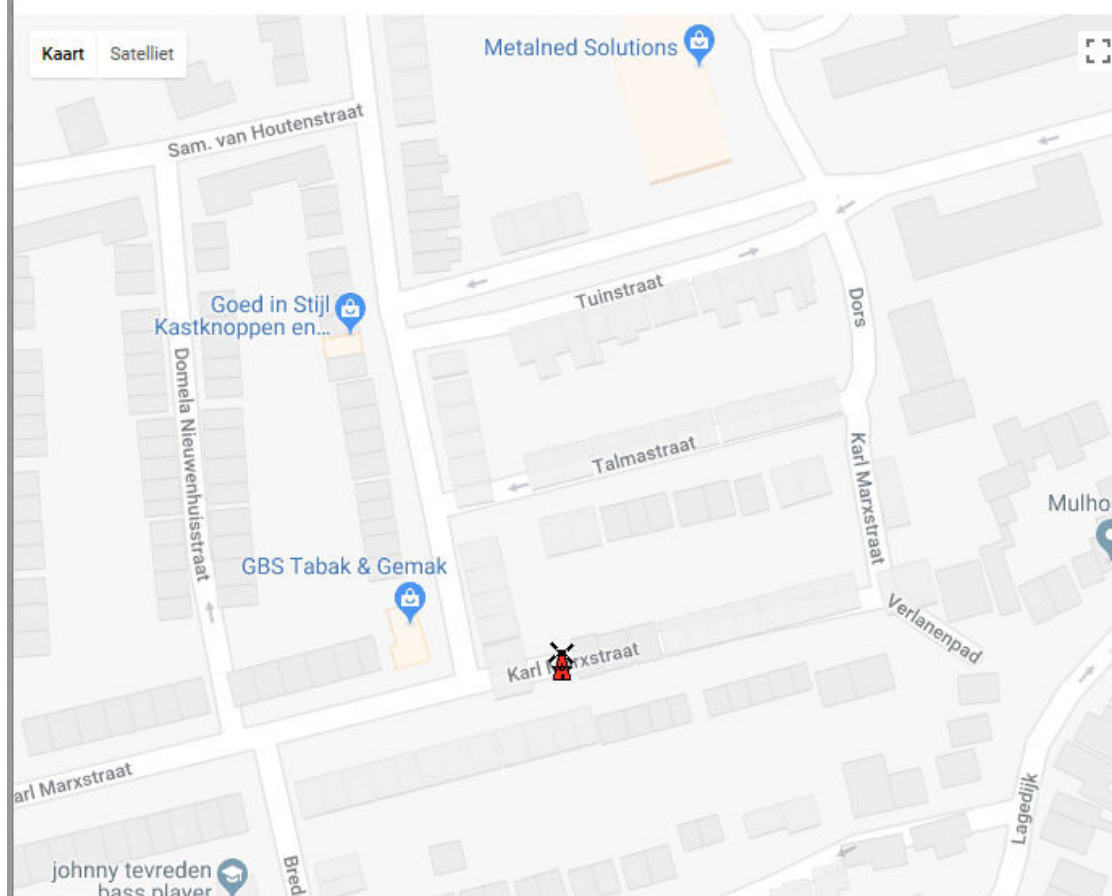 Kaart
Satelliet
Metalned Solutions
Sam. van Houtenstraat
Goed in Stijl
Kastknoppen en...
Tuinstraat
Dors
Domela Nieuwenhuisstraat
Talmastraat
Karl Marxstraat
Mulho
GBS Tabak & Gemak
Verlanenpad
Karl M rxstraat
arl Marxstraat
Lagedijk
johnny tevreden
bass player
Bred